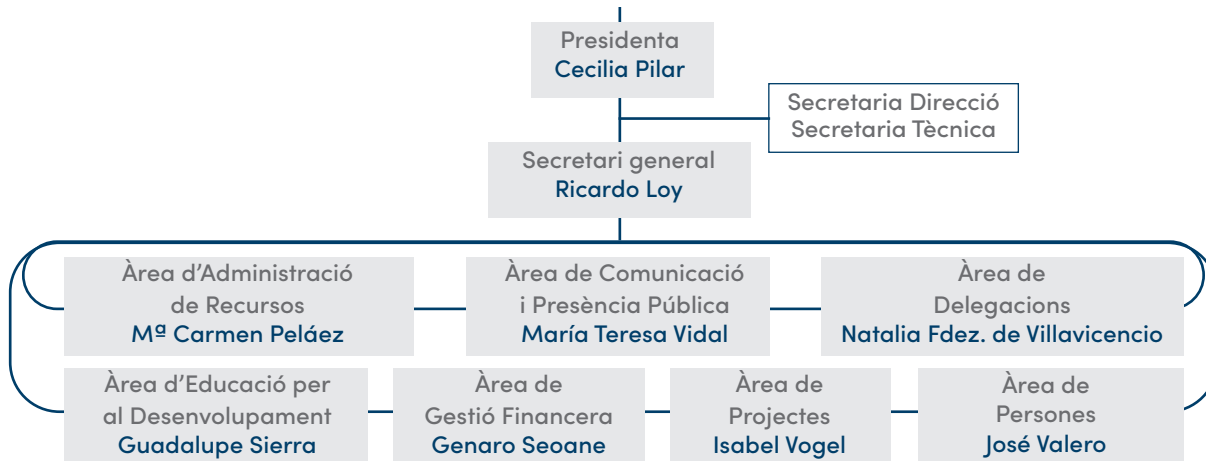 Presidenta
Cecilia Pilar
Secretaria Direcció
Secretaria Tècnica
Secretari general
Ricardo Loy
Àrea d’Administració
de Recursos
Mª Carmen Peláez
Àrea de Comunicació
i Presència Pública
María Teresa Vidal
Àrea de
Delegacions
Natalia Fdez. de Villavicencio
Àrea d’Educació per
al Desenvolupament
Guadalupe Sierra
Àrea de
Gestió Financera
Genaro Seoane
Àrea de
Projectes
Isabel Vogel
Àrea de
Persones
José Valero